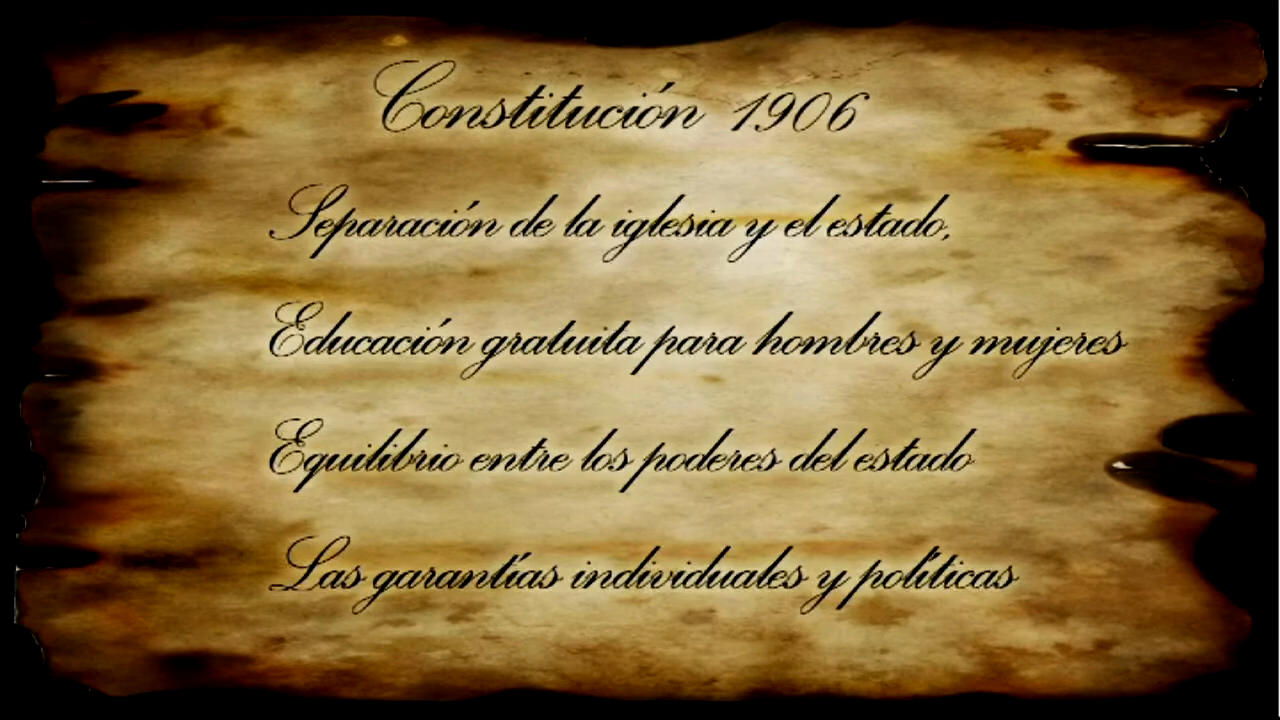 Constitución 1906
Separación de la iglesia y el estado,
Educación gratuita para hombres y mujeres
Equilibrio entre los poderes del estado
Las garantías individuales y políticas